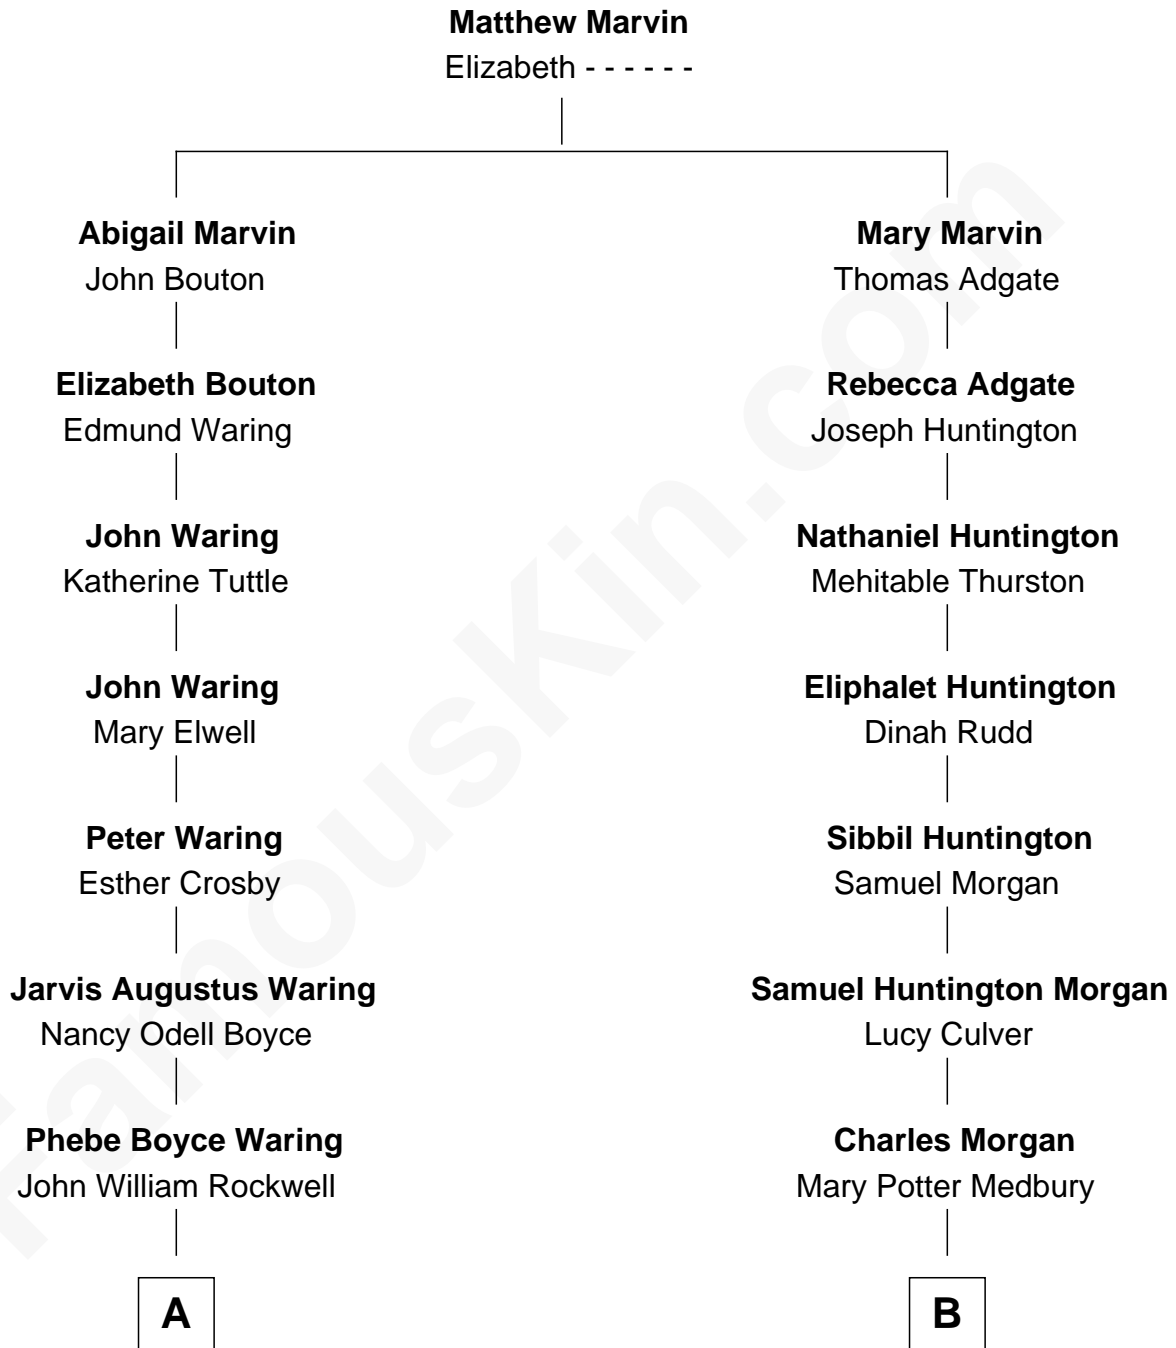 Matthew Marvin
Elizabeth - - - - - -
Abigail Marvin
John Bouton
Mary Marvin
Thomas Adgate
Elizabeth Bouton
Edmund Waring
Rebecca Adgate
Joseph Huntington
John Waring
Katherine Tuttle
Nathaniel Huntington
Mehitable Thurston
John Waring
Mary Elwell
Eliphalet Huntington
Dinah Rudd
Peter Waring
Esther Crosby
Sibbil Huntington
Samuel Morgan
Jarvis Augustus Waring
Nancy Odell Boyce
Samuel Huntington Morgan
Lucy Culver
Phebe Boyce Waring
John William Rockwell
Charles Morgan
Mary Potter Medbury
A
B
FamousKin.com